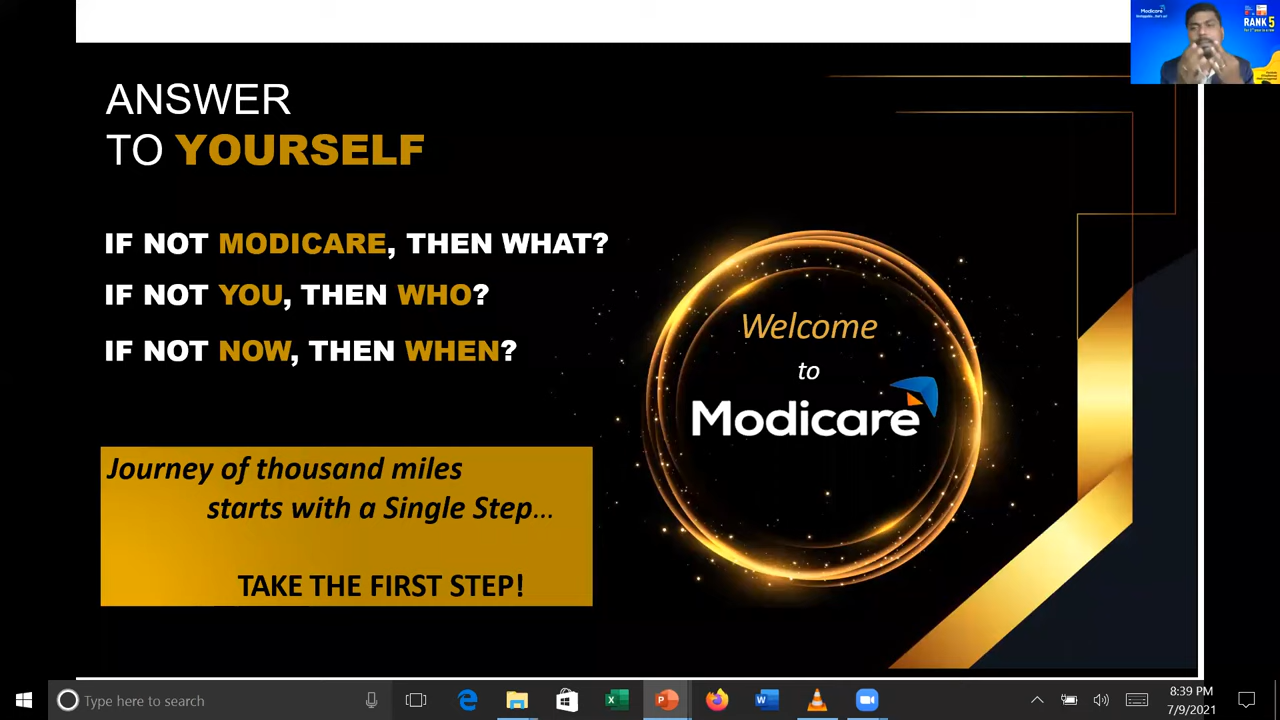 Modicare
RANK 5
ANSWER
TO YOURSELF
IF NOT MODICARE, THEN WHAT?
IF NOT YOU, THEN WHO?
IF NOT NOW, THEN WHEN?
Welcome
to
Modicare
Journey of thousand miles
starts with a Single Step...
TAKE THE FIRST STEP!
Type here to search
8:39 PM
7/9/2021